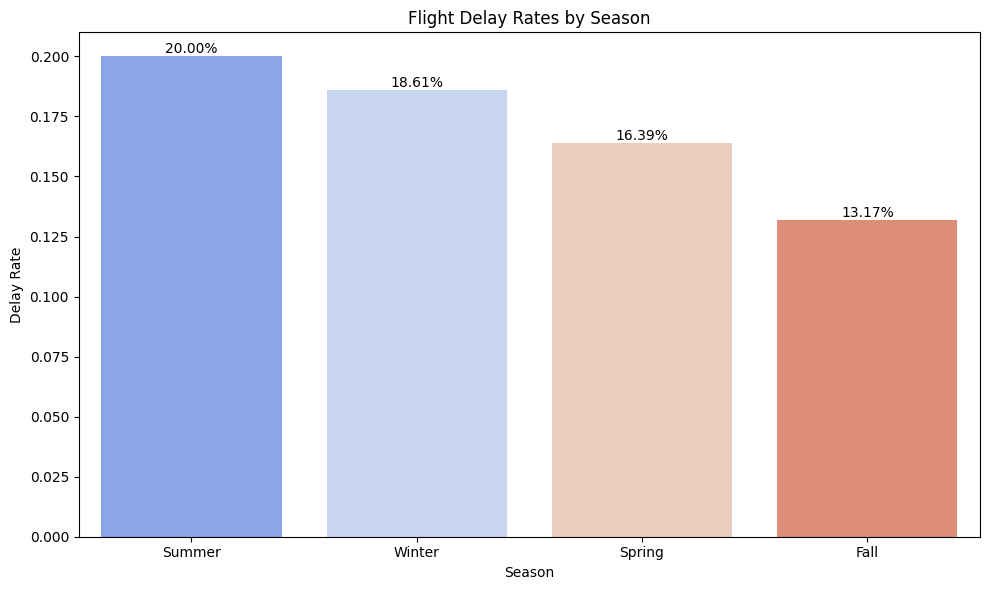 Flight Delay Rates by Season
Delay Rate
0.200
0.175
0.150
0.125
0.100
0.075
0.050
0.025
0.000
20.00%
18.61%
16.39%
13.17%
Summer
Winter
Spring
Fall
Season